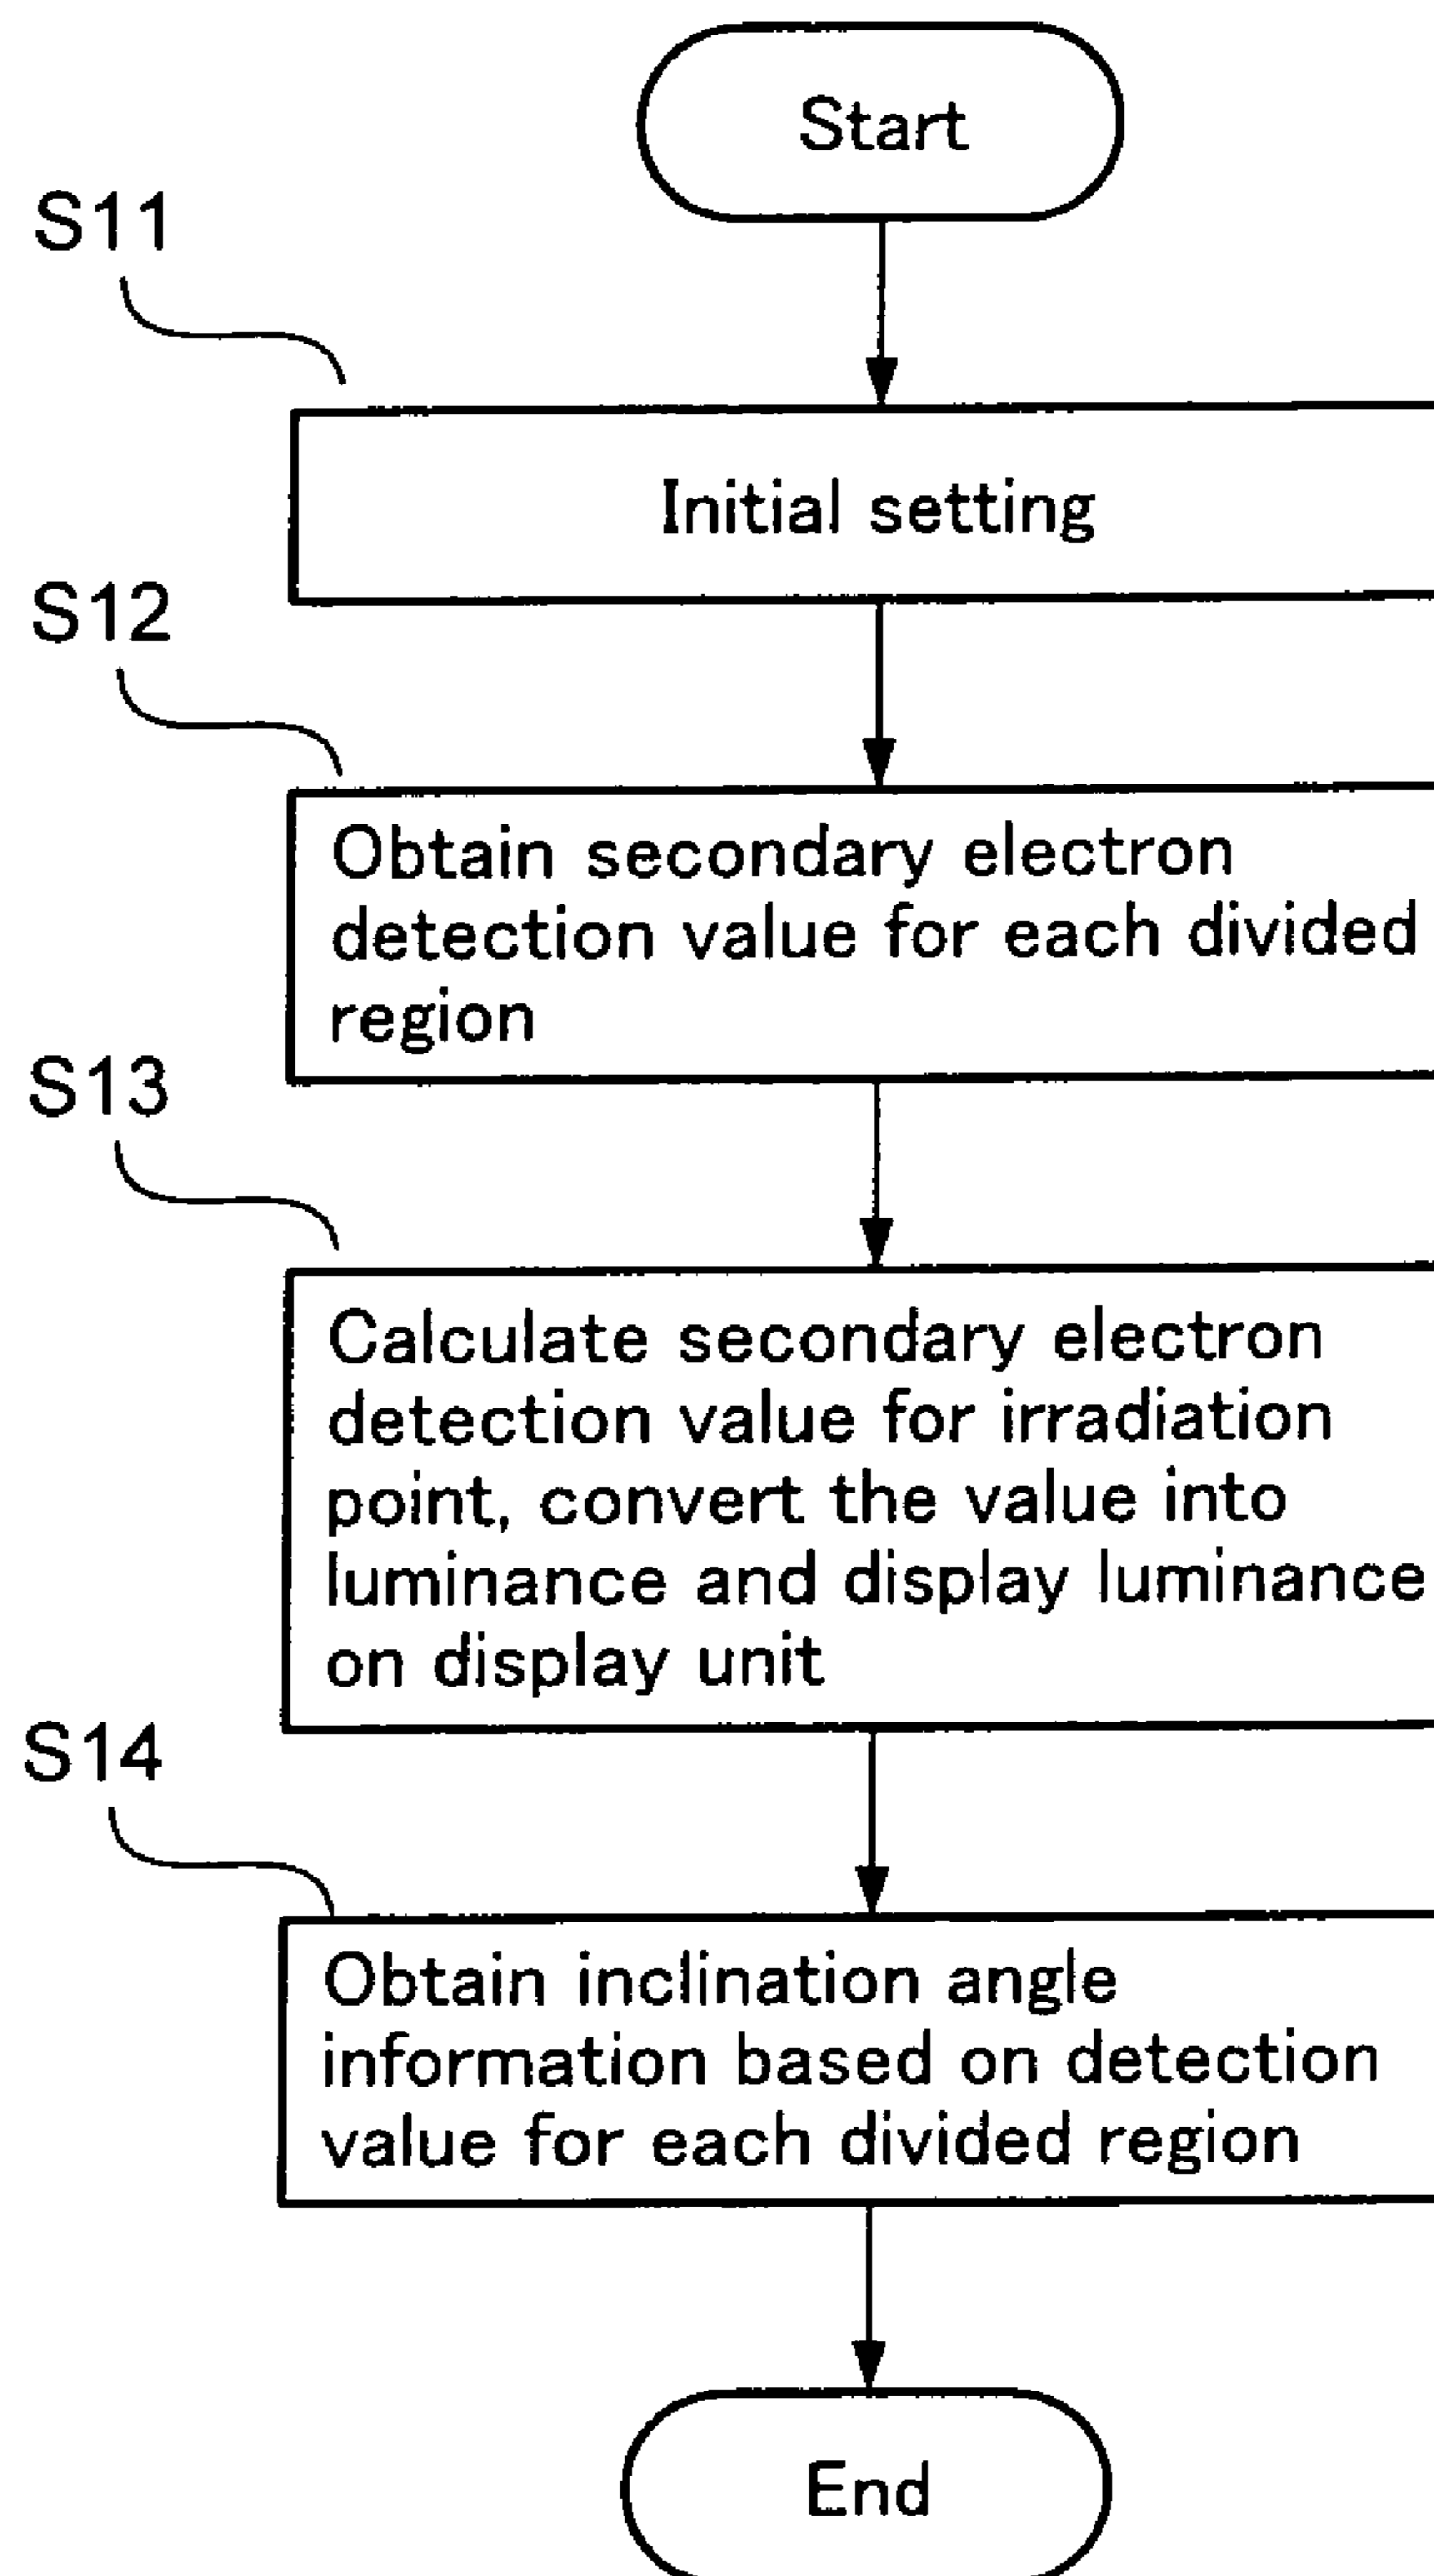 Start
S11
Initial setting
S12
Obtain secondary electron
detection value for each divided
region
S13
Calculate secondary electron
detection value for irradiation
point, convert the value into
luminance and display luminance
on display unit
S14
Obtain inclination angle
information based on detection
value for each divided region
End